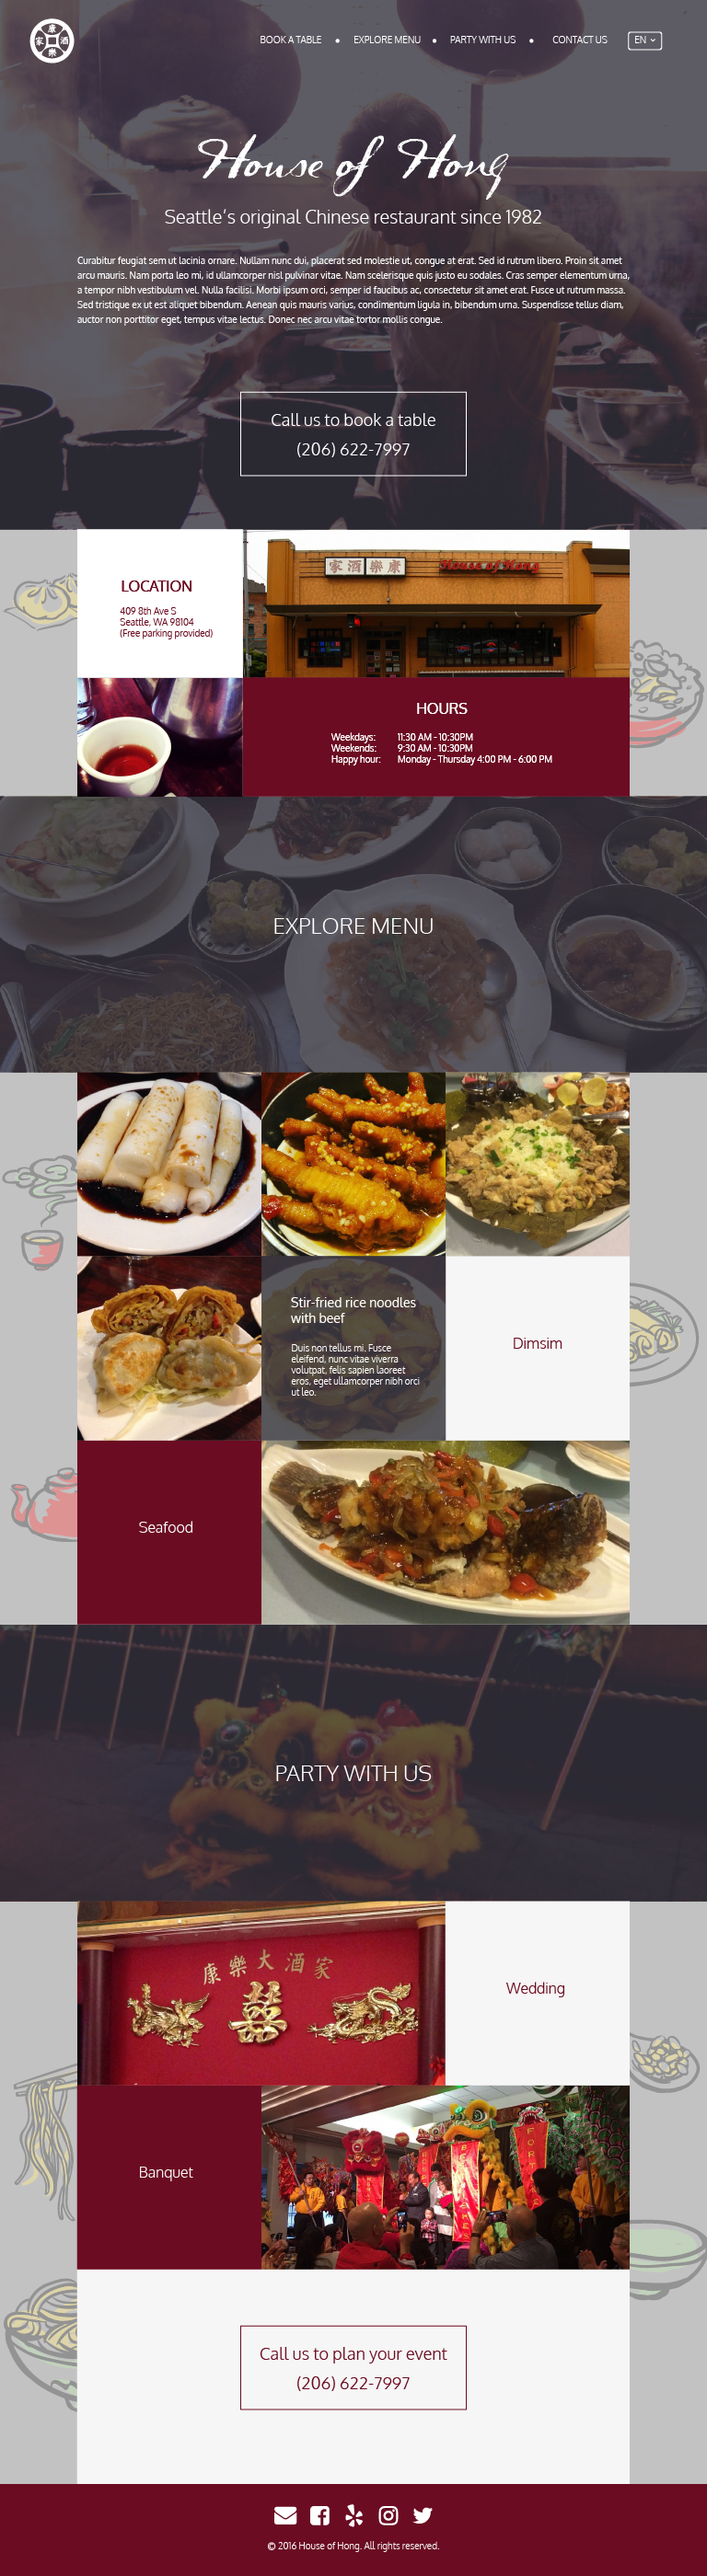 康
家 酒
樂
BOOK A TABLE • EXPLORE MENU • PARTY WITH US • CONTACT US EN
House of Hong
Seattle's original Chinese restaurant since 1982
Curabitur feugiat sem ut lacinia ornare. Nullam nunc dui, placerat sed molestie ut, congue at erat. Sed id rutrum libero. Proin sit amet
arcu mauris. Nam porta leo mi, id ullamcorper nisl pulvinar vitae. Nam scelerisque quis justo eu sodales. Cras semper elementum urna,
a tempor nibh vestibulum vel. Nulla facilisi. Morbi ipsum orci, semper id faucibus ac, consectetur sit amet erat. Fusce ut rutrum massa.
Sed tristique ex ut est aliquet bibendum. Aenean quis mauris varius, condimentum ligula in, bibendum urna. Suspendisse tellus diam,
auctor non porttitor eget, tempus vitae lectus. Donec nec arcu vitae tortor mollis congue.
Call us to book a table
(206) 622-7997
家酒樂康
House of Hong
LOCATION
409 8th Ave S
Seattle, WA 98104
(Free parking provided)
HOURS
Weekdays: 11:30 AM - 10:30PM
Weekends: 9:30 AM - 10:30PM
Happy hour: Monday - Thursday 4:00 PM - 6:00 PM
EXPLORE MENU
Stir-fried rice noodles
with beef
Duis non tellus mi. Fusce
eleifend, nunc vitae viverra
volutpat, felis sapien laoreet
eros, eget ullamcorper nibh orci
ut leo.
Dimsim
Seafood
PARTY WITH US
康樂大酒家
囍
Wedding
Banquet
Call us to plan your event
(206) 622-7997
© 2016 House of Hong. All rights reserved.